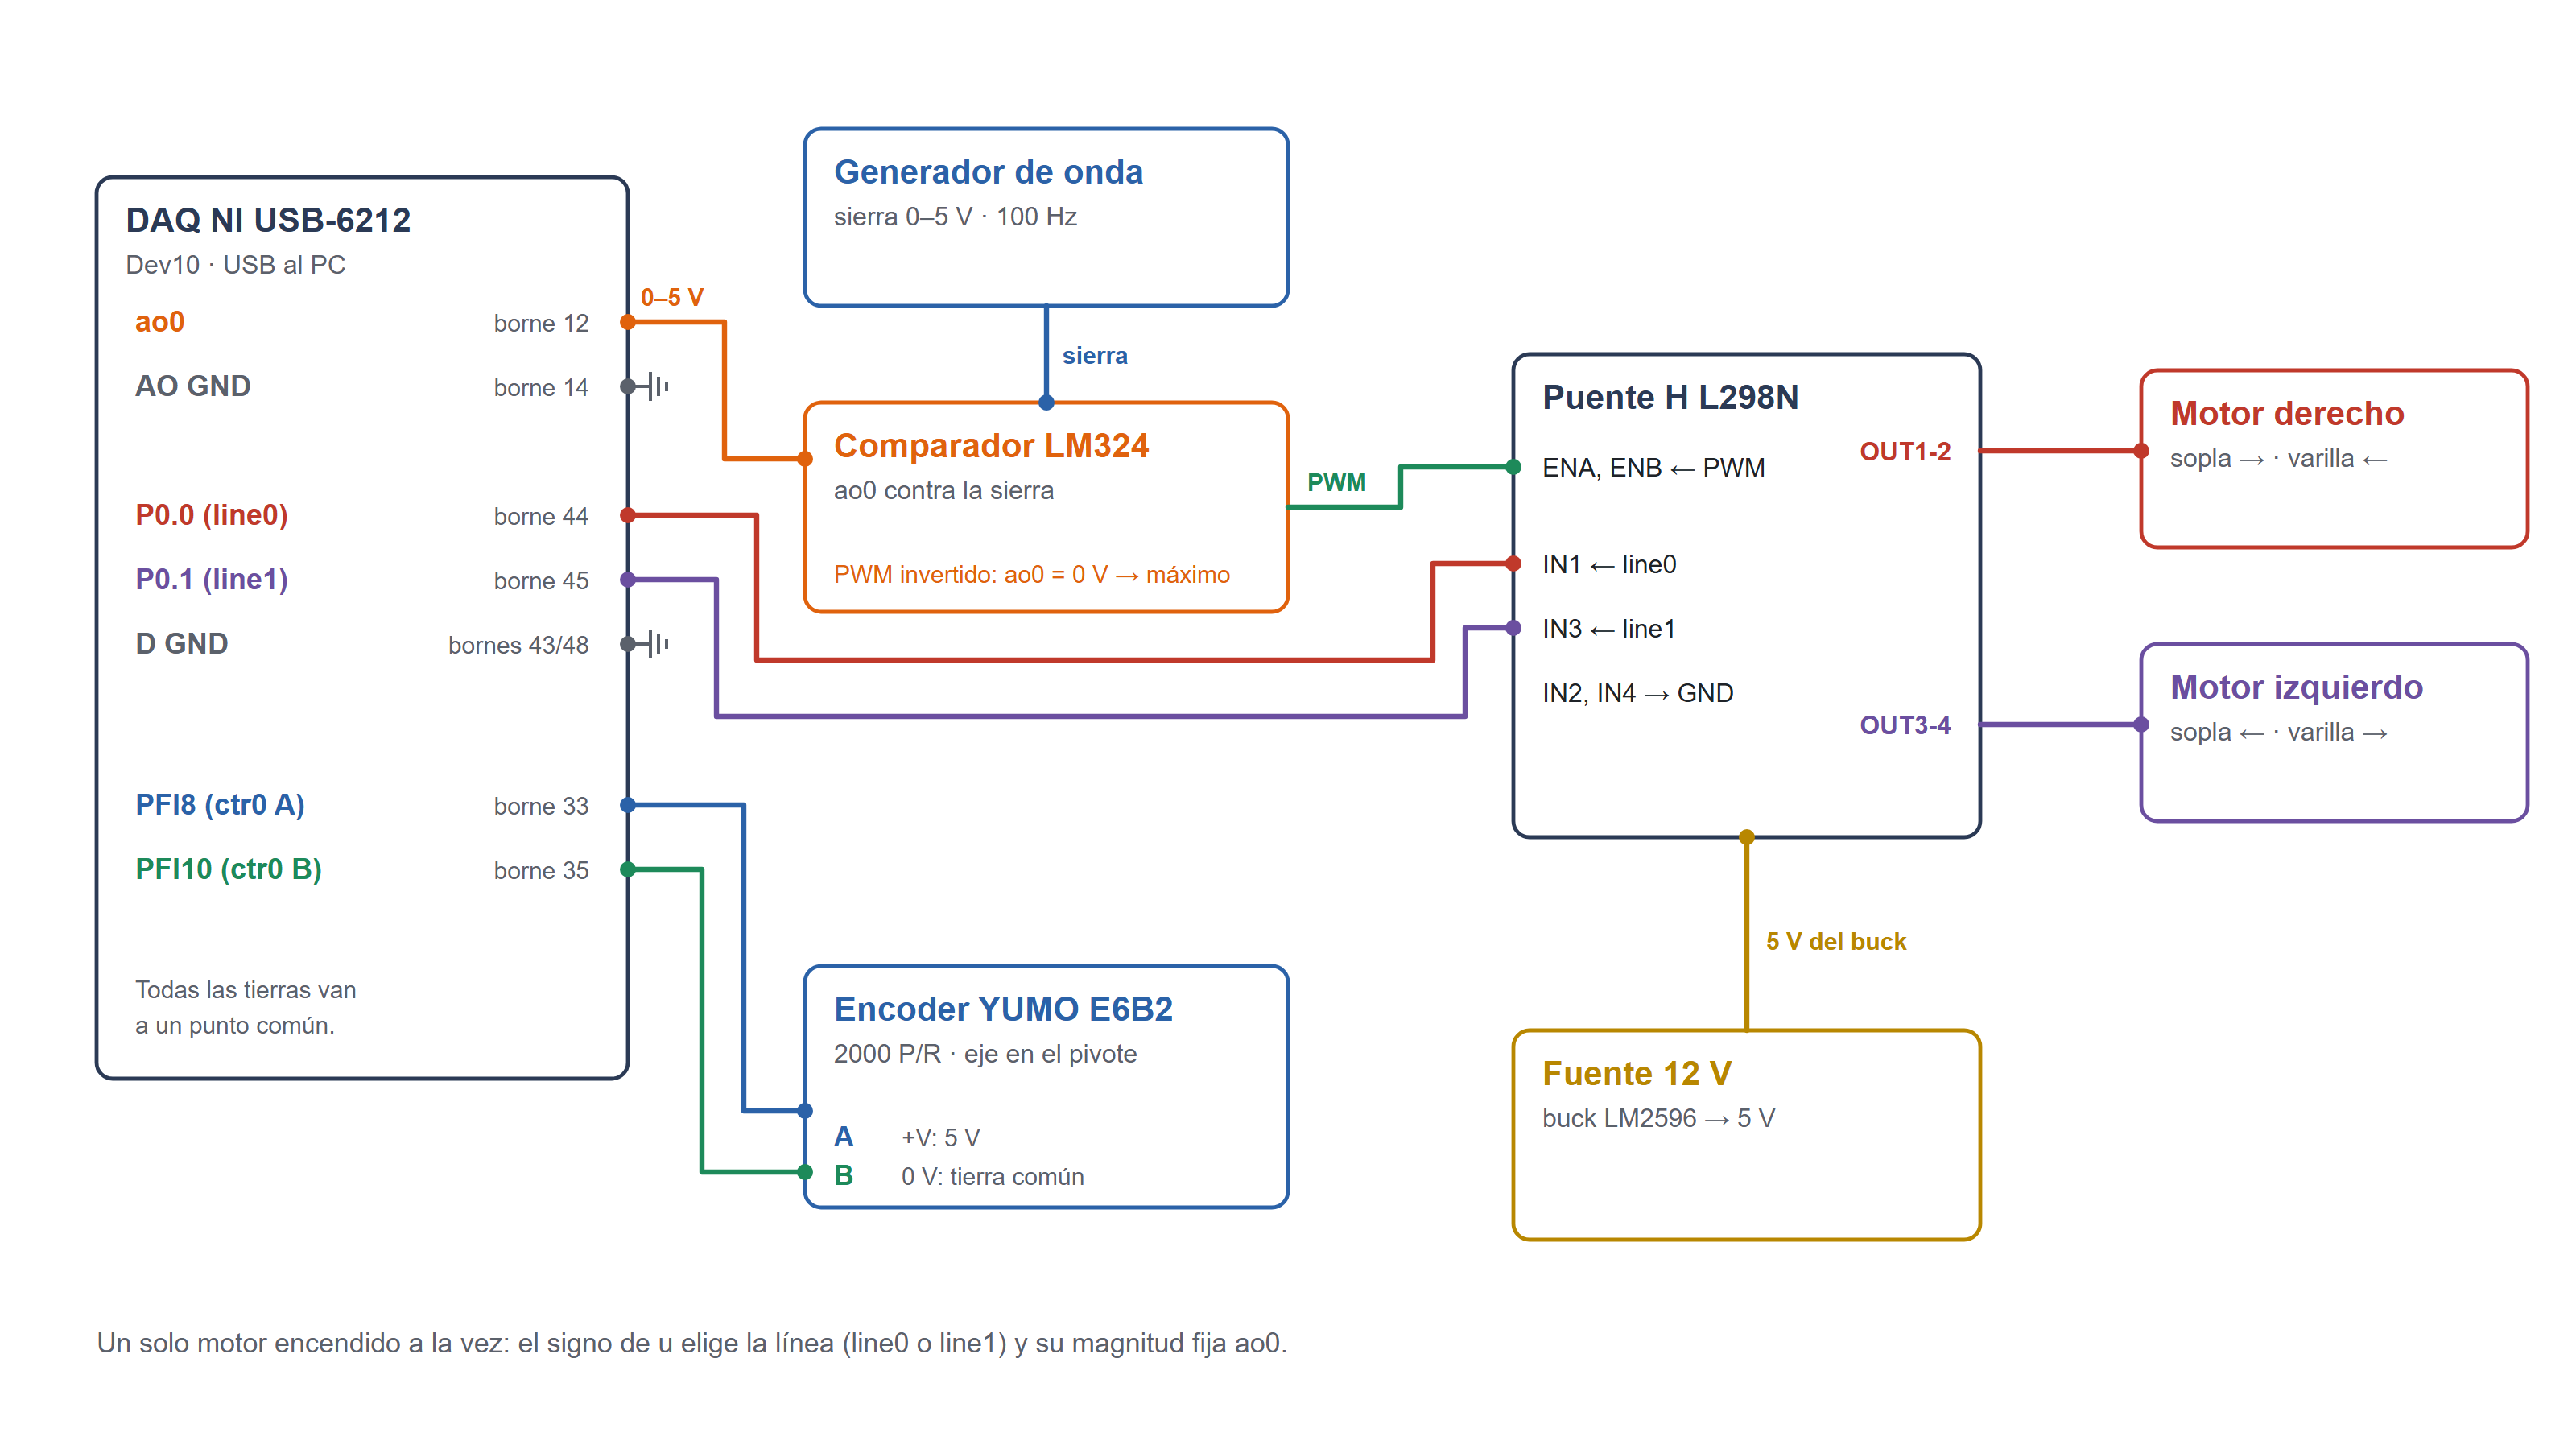 DAQ NI USB-6212
Dev10 · USB al PC
ao0 borne 12
AO GND borne 14
P0.0 (line0) borne 44
P0.1 (line1) borne 45
D GND bornes 43/48
PFI8 (ctr0 A) borne 33
PFI10 (ctr0 B) borne 35
Todas las tierras van
a un punto común.
0–5 V
Generador de onda
sierra 0–5 V · 100 Hz
sierra
Comparador LM324
ao0 contra la sierra
PWM invertido: ao0 = 0 V → máximo
PWM
Puente H L298N
OUT1-2
ENA, ENB ← PWM
IN1 ← line0
IN3 ← line1
IN2, IN4 → GND
OUT3-4
Motor derecho
sopla → · varilla ←
Motor izquierdo
sopla ← · varilla →
5 V del buck
Encoder YUMO E6B2
2000 P/R · eje en el pivote
A +V: 5 V
B 0 V: tierra común
Fuente 12 V
buck LM2596 → 5 V
Un solo motor encendido a la vez: el signo de u elige la línea (line0 o line1) y su magnitud fija ao0.